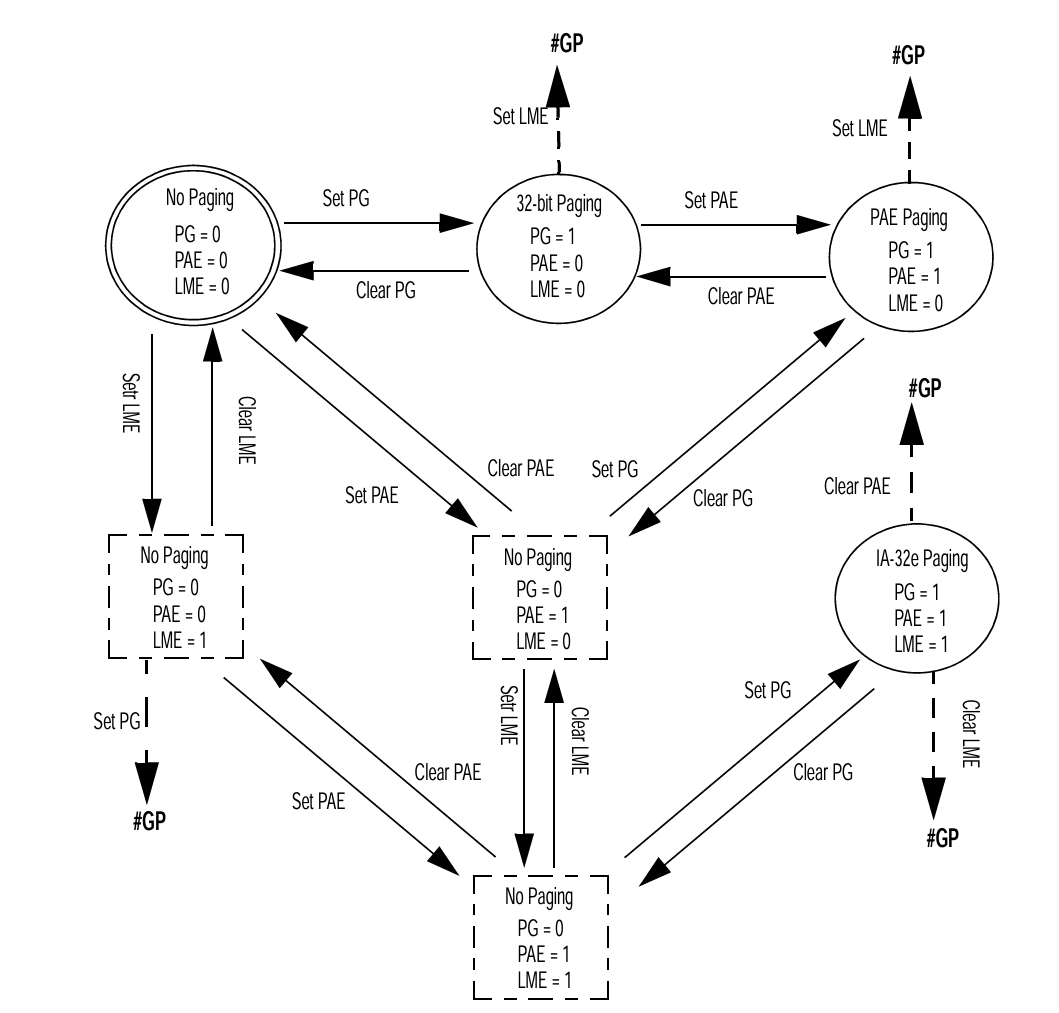 #GP
#GP
Set LME
Set LME
No Paging
PG = 0
PAE = 0
LME = 0
Set PG
Clear PG
32-bit Paging
PG = 1
PAE = 0
LME = 0
Set PAE
Clear PAE
PAE Paging
PG = 1
PAE = 1
LME = 0
Setr LME
Clear LME
Set PAE
Clear PAE
Set PG
Clear PG
#GP
Clear PAE
No Paging
PG = 0
PAE = 0
LME = 1
No Paging
PG = 0
PAE = 1
LME = 0
IA-32e Paging
PG = 1
PAE = 1
LME = 1
Set PG
#GP
Set PAE
Clear PAE
Setr LME
Clear LME
Set PG
Clear PG
Clear LME
#GP
No Paging
PG = 0
PAE = 1
LME = 1